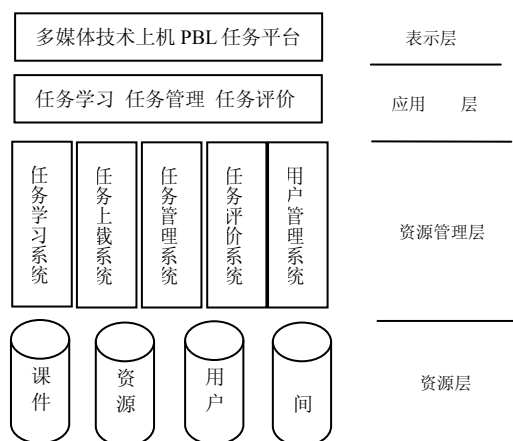 多媒体技术上机 PBL 任务平台
表示层
任务学习 任务管理 任务评价
应用 层
任务学习系统
任务上载系统
任务管理系统
任务评价系统
用户管理系统
资源管理层
课件
资源
用户
间
资源层